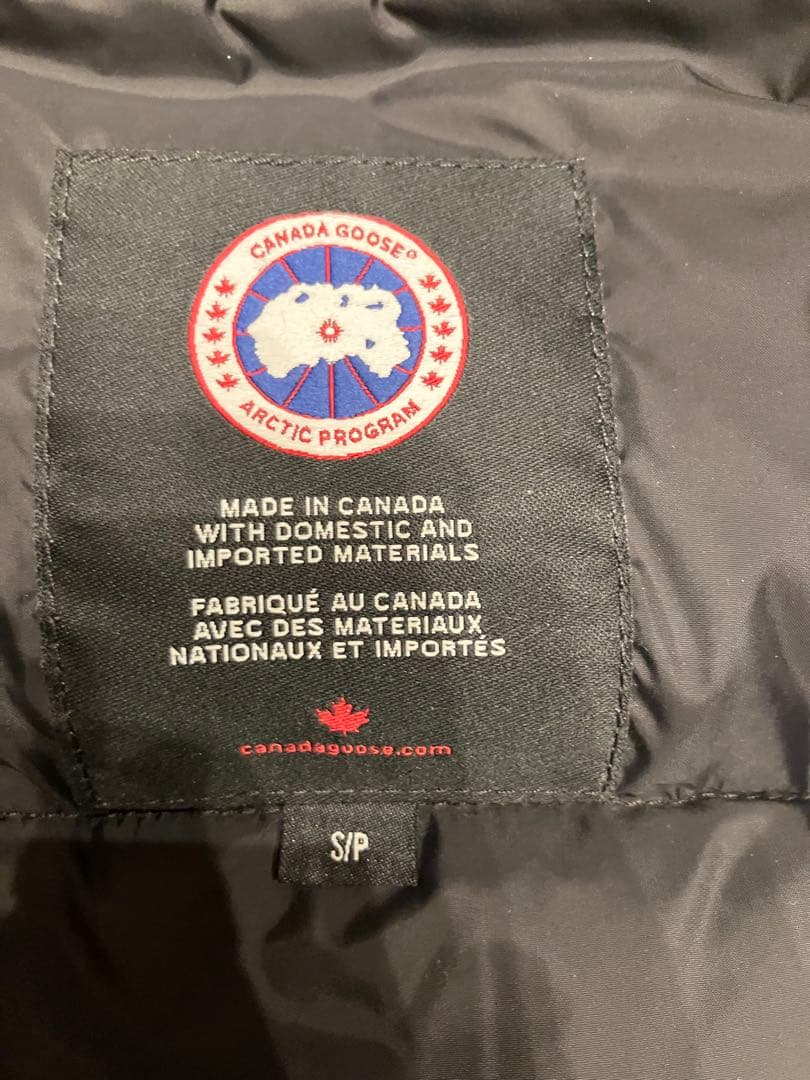 CANADA GOOSE®
ARCTIC PROGRAM
MADE IN CANADA
WITH DOMESTIC AND
IMPORTED MATERIALS
FABRIQUÉ AU CANADA
AVEC DES MATERIAUX
NATIONAUX ET IMPORTÉS
canadagoose.com
S/P